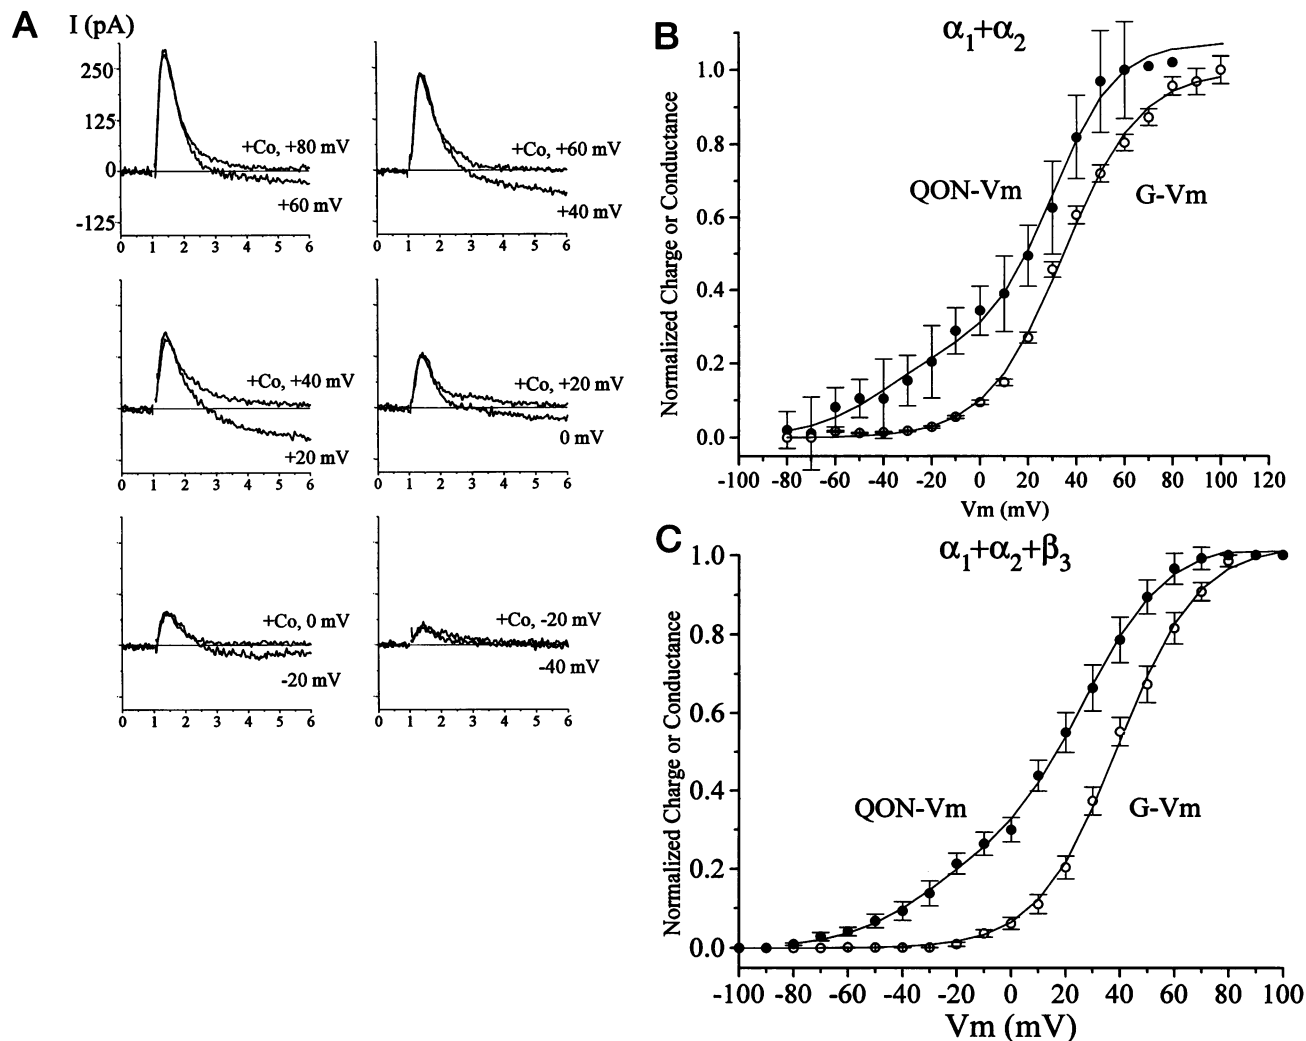 A
I (pA)
250
125
0
-125
+Co, +80 mV
+60 mV
0 1 2 3 4 5 6
+Co, +60 mV
+40 mV
0 1 2 3 4 5 6
+Co, +40 mV
+20 mV
0 1 2 3 4 5 6
+Co, +20 mV
0 mV
0 1 2 3 4 5 6
+Co, 0 mV
-20 mV
0 1 2 3 4 5 6
+Co, -20 mV
-40 mV
0 1 2 3 4 5 6
B
α1+α2
Normalized Charge or Conductance
1.0
0.8
0.6
0.4
0.2
0.0
QON-Vm
G-Vm
-100 -80 -60 -40 -20 0 20 40 60 80 100 120
Vm (mV)
C
α1+α2+β3
Normalized Charge or Conductance
1.0
0.8
0.6
0.4
0.2
0.0
QON-Vm
G-Vm
-100 -80 -60 -40 -20 0 20 40 60 80 100
Vm (mV)